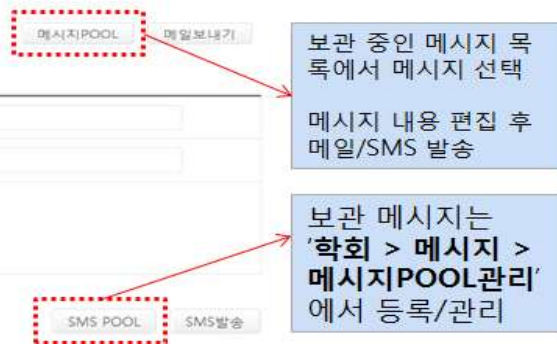 메시지POOL 메일보내기
보관 중인 메시지 목
록에서 메시지 선택
메시지 내용 편집 후
메일/SMS 발송
보관 메시지는
'학회 > 메시지 >
메시지POOL관리'
에서 등록/관리
SMS POOL SMS발송